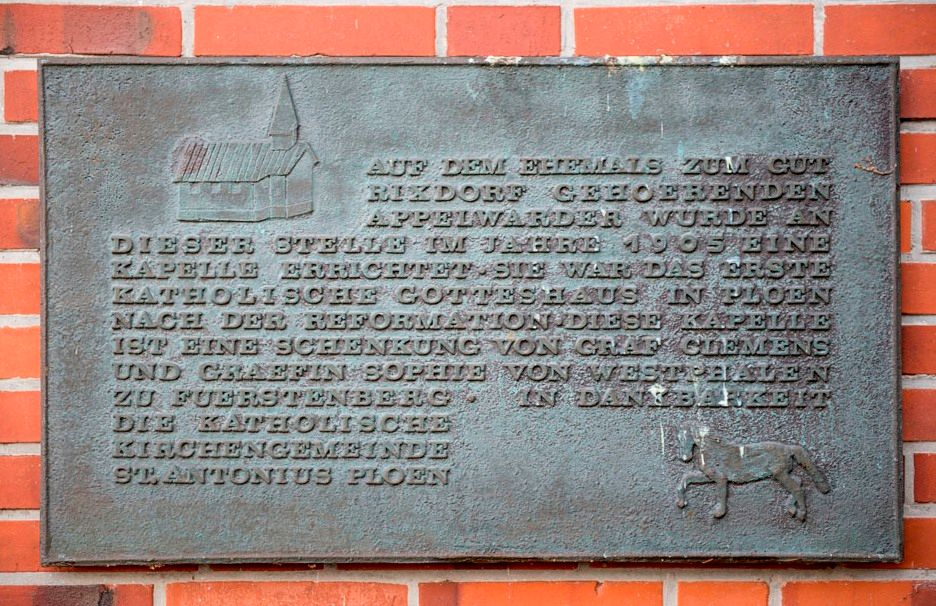 AUF DEM EHEMALS ZUM GUT
RIXDORF GEHOERENDEN
APPELWARDER WURDE AN
DIESER STELLE IM JAHRE 1905 EINE
KAPELLE ERRICHTET · SIE WAR DAS ERSTE
KATHOLISCHE GOTTESHAUS IN PLOEN
NACH DER REFORMATION · DIESE KAPELLE
IST EINE SCHENKUNG VON GRAF CLEMENS
UND GRAEFIN SOPHIE VON WESTPHALEN
ZU FUERSTENBERG · IN DANKBARKEIT
DIE KATHOLISCHE
KIRCHENGEMEINDE
ST. ANTONIUS PLOEN